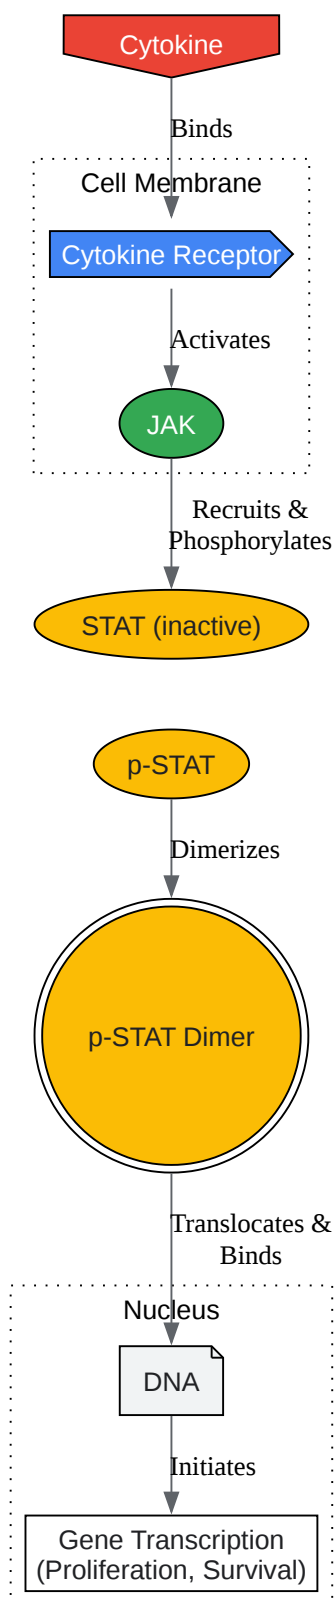 Cytokine
Binds
Cell Membrane
Cytokine Receptor
Activates
JAK
Recruits &
Phosphorylates
STAT (inactive)
p-STAT
Dimerizes
p-STAT Dimer
Translocates &
Binds
Nucleus
DNA
Initiates
Gene Transcription
(Proliferation, Survival)